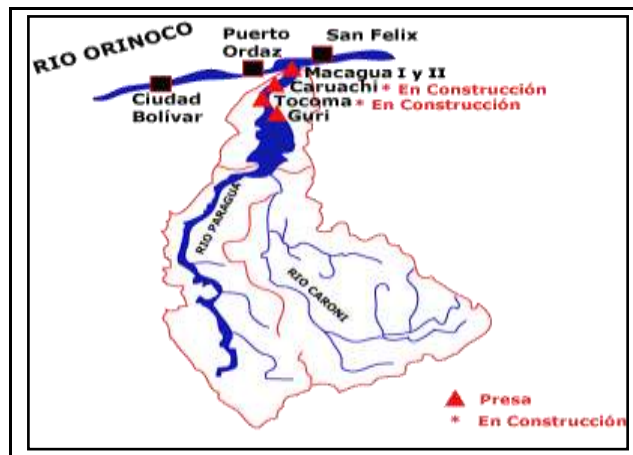 RIO ORINOCO
Puerto Ordaz
San Felix
Ciudad Bolívar
Macagua I y II
Caruachi * En Construcción
Tocoma * En Construcción
Guri
RIO PARAGUA
RIO CARONI
Presa
* En Construcción